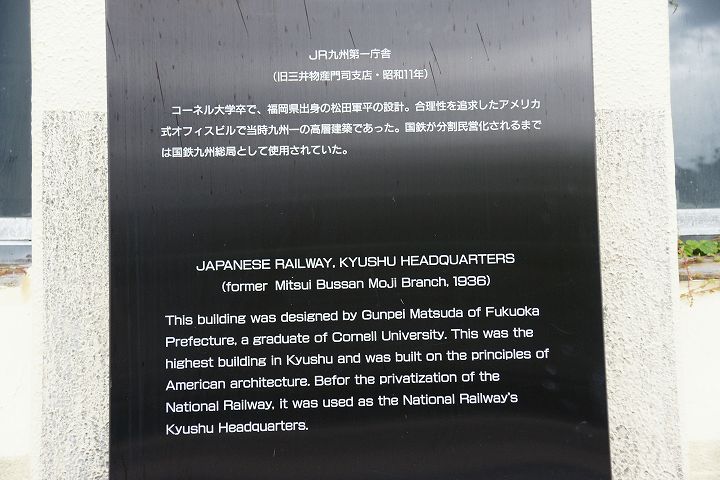 JR九州第一庁舎
（旧三井物産門司支店・昭和11年）
コーネル大学卒で、福岡県出身の松田軍平の設計。合理性を追求したアメリカ
式オフィスビルで当時九州一の高層建築であった。国鉄が分割民営化されるまで
は国鉄九州総局として使用されていた。
JAPANESE RAILWAY, KYUSHU HEADQUARTERS
(former Mitsui Bussan Moji Branch, 1936)
This building was designed by Gunpei Matsuda of Fukuoka
Prefecture, a graduate of Cornell University. This was the
highest building in Kyushu and was built on the principles of
American architecture. Befor the privatization of the
National Railway, it was used as the National Railway's
Kyushu Headquarters.